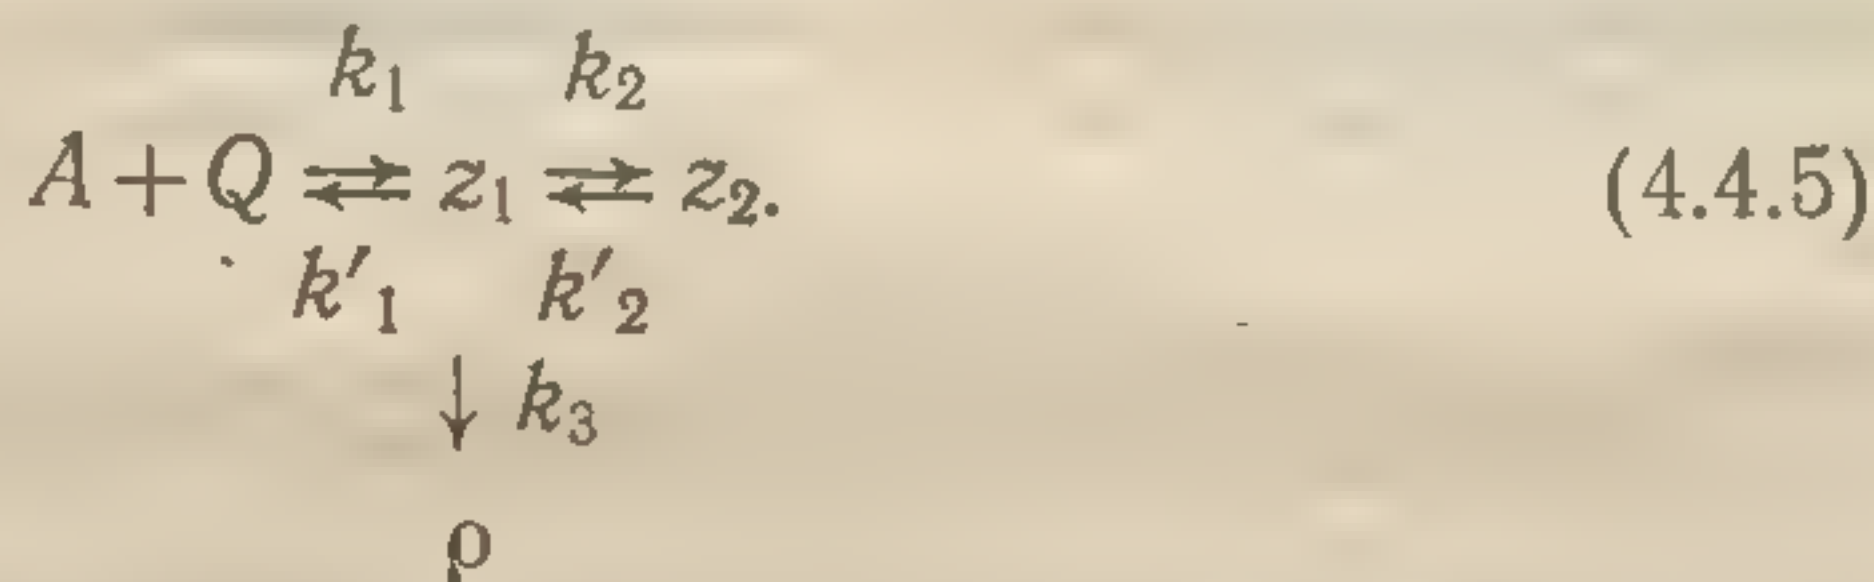 k₁ k₂
A+Q ⇌ z₁ ⇌ z₂. (4.4.5)
k′₁ k′₂
↓ k₃
ρ